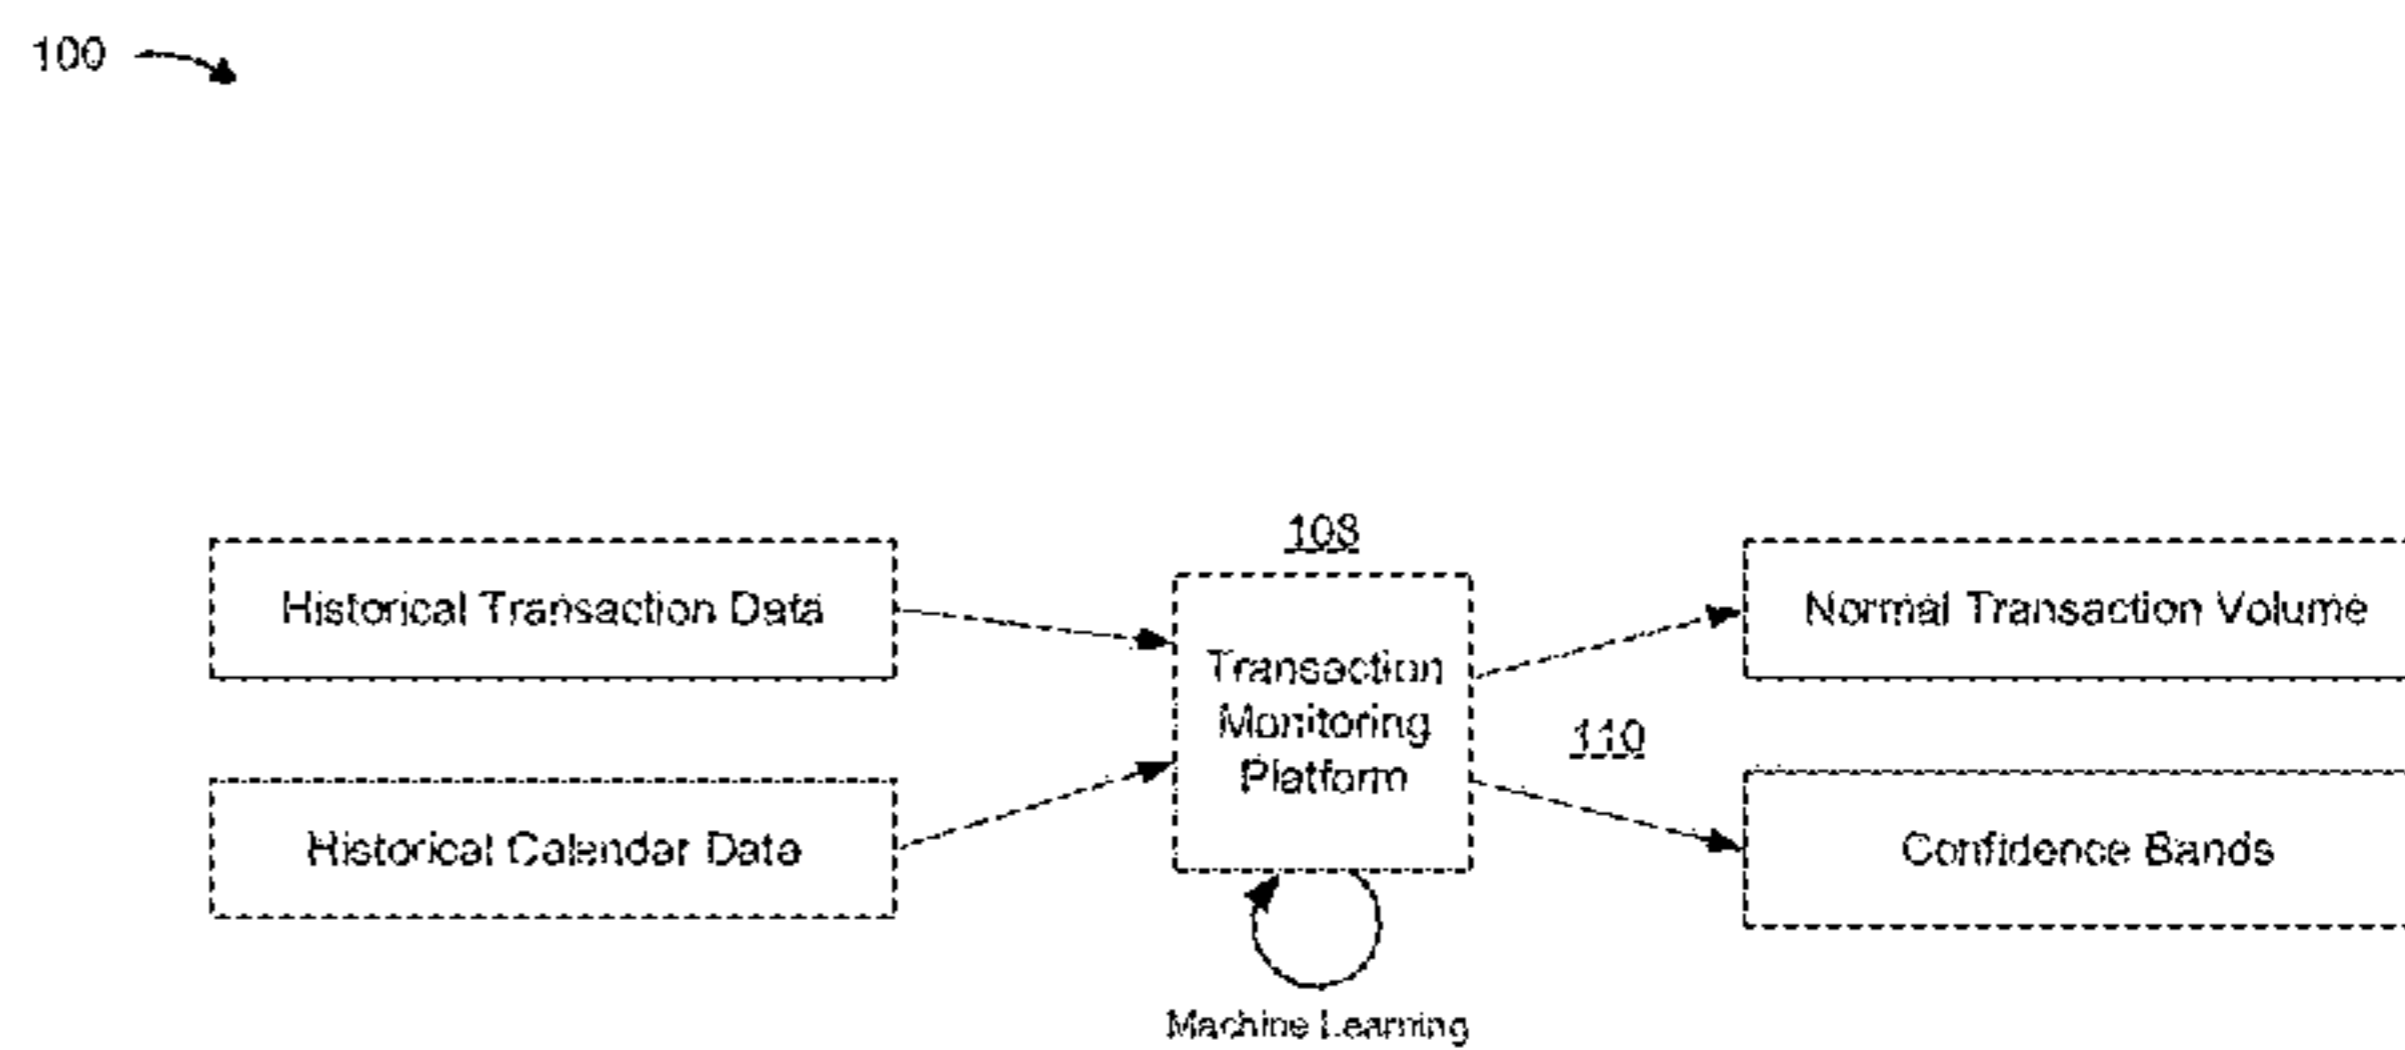 100
108
Historical Transaction Data
Normal Transaction Volume
Transaction
Monitoring
Platform
110
Historical Calendar Data
Confidence Bands
Machine Learning